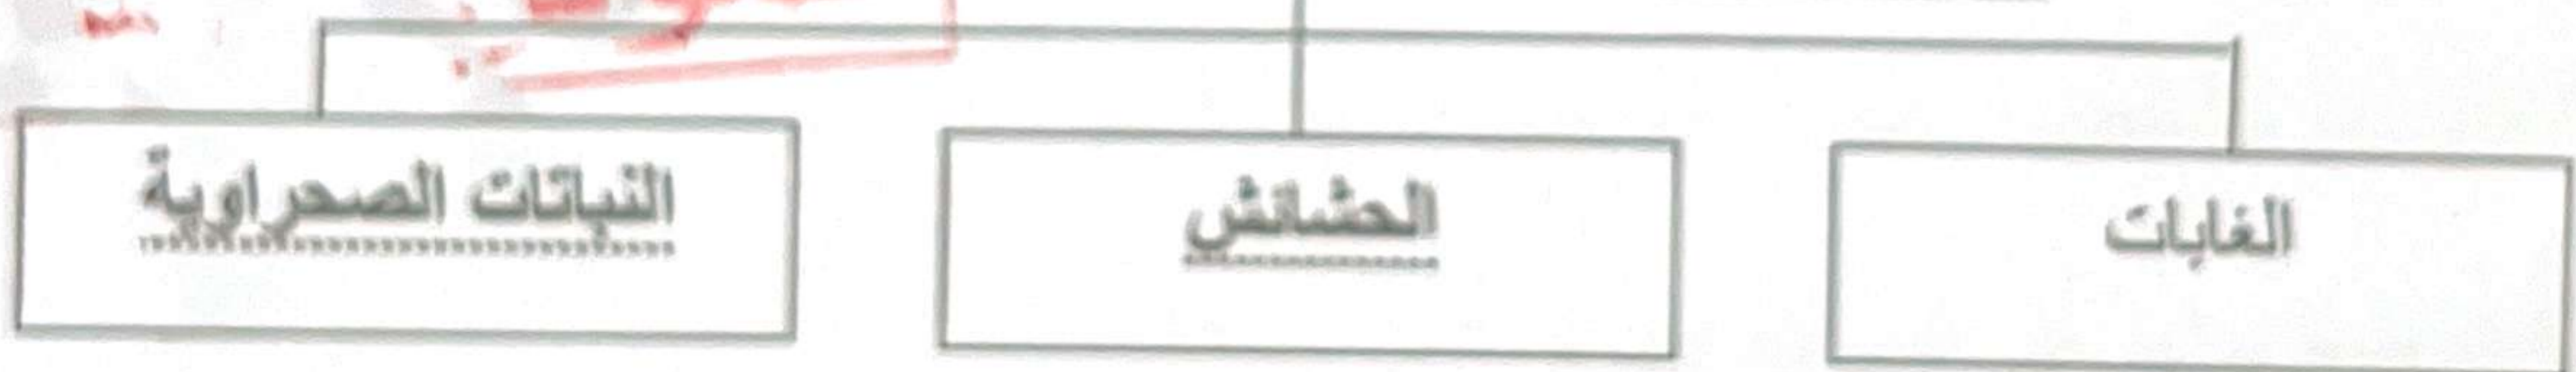 الغابات
الحشائش
النباتات الصحراوية